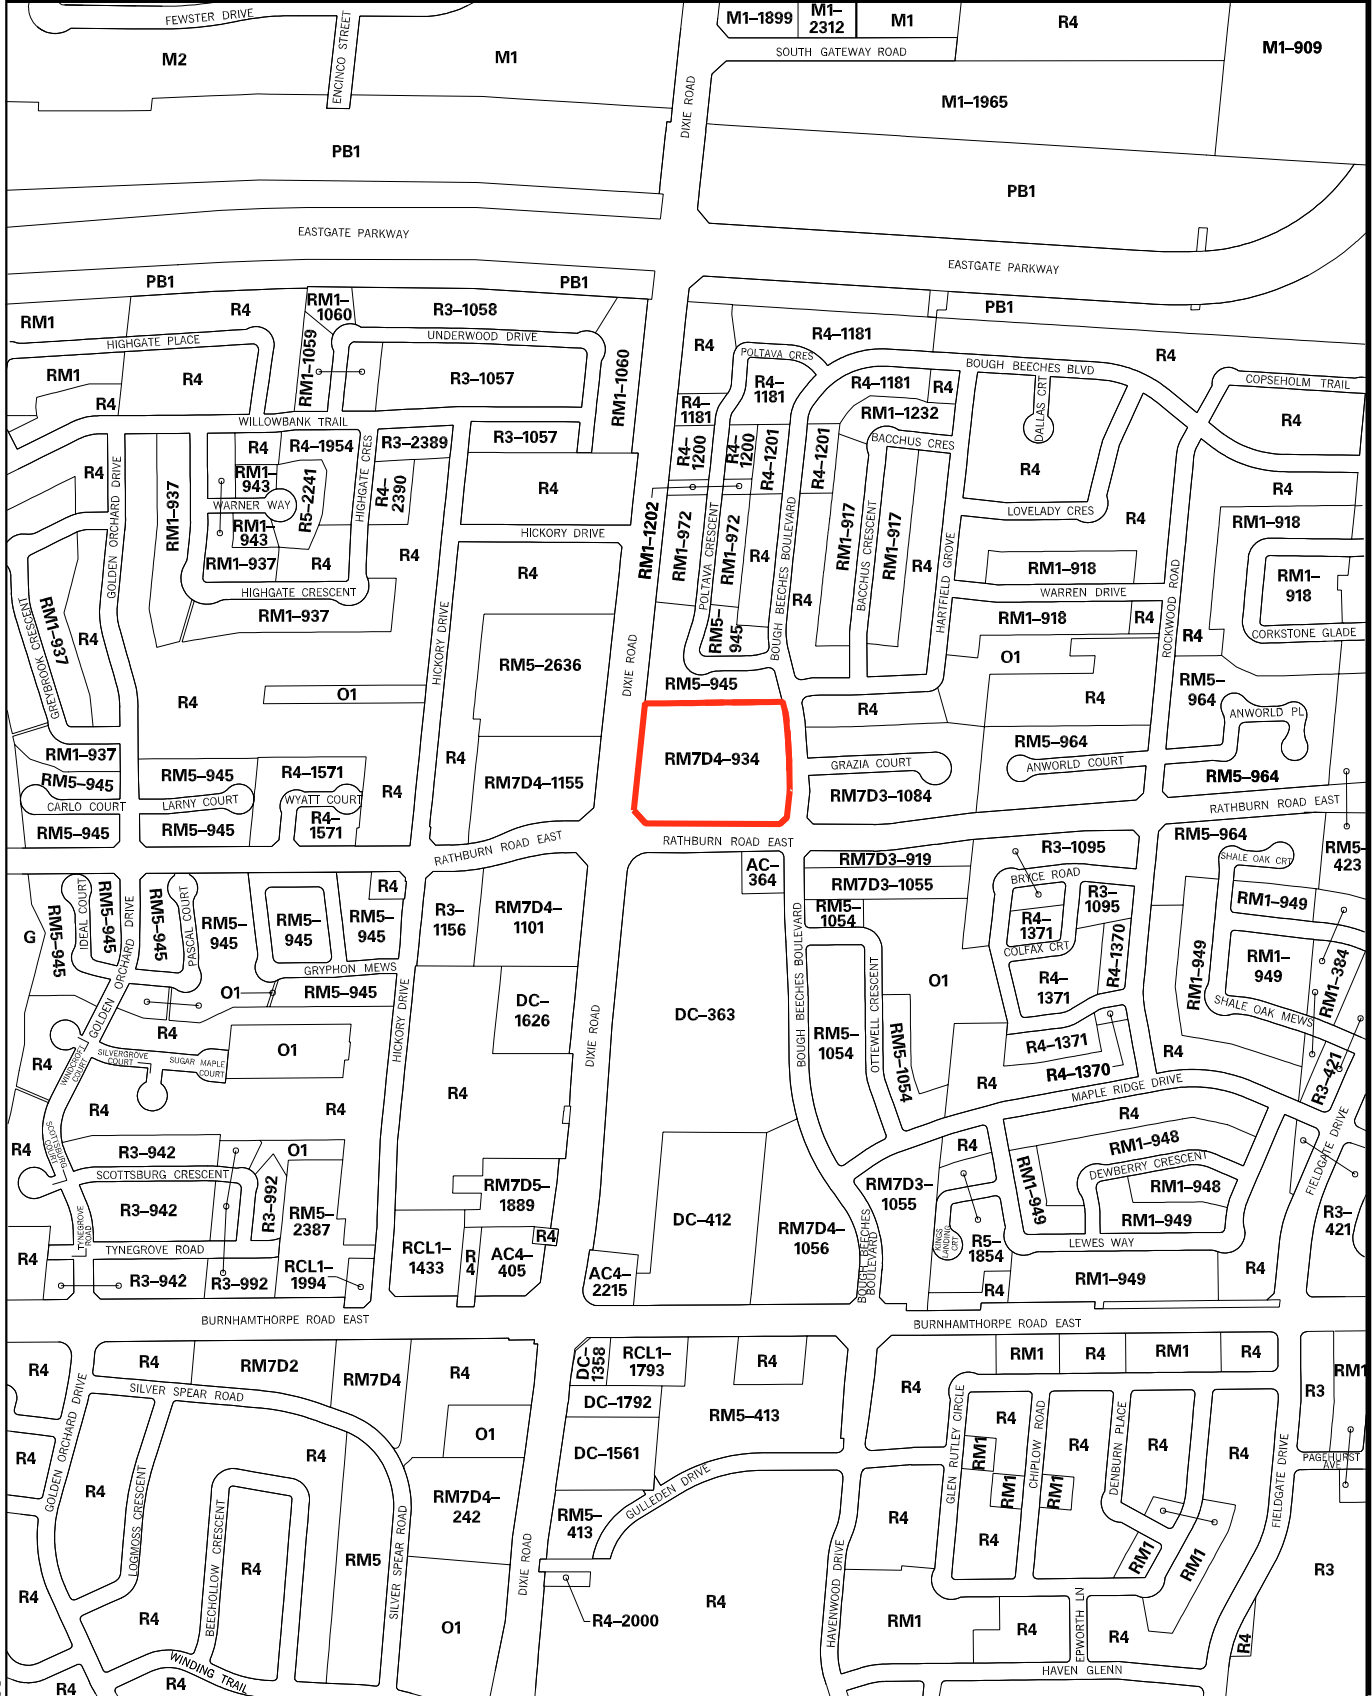 FEWSTER DRIVE
ENCINCO STREET
M2
M1
M1–1899
M1–
2312
M1
R4
M1–909
SOUTH GATEWAY ROAD
DIXIE ROAD
M1–1965
PB1
PB1
EASTGATE PARKWAY
EASTGATE PARKWAY
PB1
PB1
PB1
RM1
R4
RM1–
1060
R3–1058
HIGHGATE PLACE
RM1–1059
UNDERWOOD DRIVE
RM1–1060
RM1
R4
R3–1057
R4
WILLOWBANK TRAIL
R4
R4–1181
POLTAVA CRES
R4–
1181
R4–1181
R4
BOUGH BEECHES BLVD
R4
COPSEHOLM TRAIL
R4–
1181
RM1–1232
DALLAS CRT
R4
R4
R4–1954
R3–2389
R3–1057
R4–
1200
R4–
1200
R4–1201
R4–1201
BACCHUS CRES
R4
R4
RM1–937
RM1–
943
R5–2241
HIGHGATE CRES
R4–
2390
R4
R4
GOLDEN ORCHARD DRIVE
WARNER WAY
RM1–
943
HICKORY DRIVE
RM1–1202
RM1–972
POLTAVA CRESCENT
RM1–972
BOUGH BEECHES BOULEVARD
RM1–917
BACCHUS CRESCENT
RM1–917
LOVELADY CRES
R4
RM1–918
RM1–937
R4
R4
R4
R4
R4
HARTFIELD GROVE
RM1–918
RM1–
918
HIGHGATE CRESCENT
WARREN DRIVE
ROCKWOOD ROAD
RM1–937
R4
RM1–918
R4
R4
CORKSTONE GLADE
GREYBROOK CRESCENT
RM1–937
R4
HICKORY DRIVE
DIXIE ROAD
RM5–
945
RM5–2636
O1
R4
O1
RM5–945
R4
R4
RM5–
964
ANWORLD PL
RM1–937
RM7D4–934
RM5–964
RM5–945
RM5–945
R4–1571
R4
R4
RM7D4–1155
GRAZIA COURT
ANWORLD COURT
RM5–964
RM7D3–1084
CARLO COURT
LARNY COURT
WYATT COURT
RATHBURN ROAD EAST
RM5–945
RM5–945
R4–
1571
RATHBURN ROAD EAST
RATHBURN ROAD EAST
RM5–964
RM5–
423
AC–
364
RM7D3–919
R3–1095
SHALE OAK CRT
RM7D3–1055
BRYCE ROAD
R4
RM5–
1054
R3–
1095
RM1–949
G
RM5–945
IDEAL COURT
RM5–945
GOLDEN ORCHARD DRIVE
RM5–945
PASCAL COURT
RM5–
945
RM5–
945
RM5–
945
R3–
1156
RM7D4–
1101
R4–
1371
COLFAX CRT
R4–1370
GRYPHON MEWS
O1
RM5–945
O1
R4–
1371
RM1–949
RM1–
949
RM1–384
SHALE OAK MEWS
DC–
1626
DC–363
BOUGH BEECHES BOULEVARD
RM5–
1054
OTTEWELL CRESCENT
RM5–1054
R4
O1
HICKORY DRIVE
DIXIE ROAD
R4–1371
R4–1370
R4
R3–421
R4
WINDCROFT COURT
SILVERGROVE
COURT
SUGAR MAPLE
COURT
R4
R4
R4
R4
MAPLE RIDGE DRIVE
R4
R4
SCOTTSBURG COURT
R3–942
O1
SCOTTSBURG CRESCENT
R4
RM1–948
DEWBERRY CRESCENT
FIELDGATE DRIVE
R3–942
R3–992
RM5–
2387
RM7D5–
1889
DC–412
RM7D4–
1056
RM7D3–
1055
RM1–949
RM1–948
RM1–949
R3–
421
R4
TYNEGROVE
ROAD
TYNEGROVE ROAD
R4
BOUGH BEECHES
BOULEVARD
KINGS
LANDING
CRT
R5–
1854
LEWES WAY
R3–942
R3–992
RCL1–
1994
RCL1–
1433
R
4
AC4–
405
AC4–
2215
R4
RM1–949
R4
BURNHAMTHORPE ROAD EAST
BURNHAMTHORPE ROAD EAST
R4
R4
RM7D2
RM7D4
R4
DC–
1358
RCL1–
1793
R4
RM1
R4
RM1
R4
RM1
R3
SILVER SPEAR ROAD
DC–1792
RM5–413
R4
GOLDEN ORCHARD DRIVE
O1
DC–1561
GLEN RUTLEY CIRCLE
R4
CHIPLOW ROAD
R4
DENBURN PLACE
R4
R4
R4
R4
R4
RM1
FIELDGATE DRIVE
PAGEHURST
AVE
GULLEDEN DRIVE
RM7D4–
242
RM5–
413
RM1
RM1
LOGMOSS CRESCENT
BEECHOLLOW CRESCENT
R4
RM5
SILVER SPEAR ROAD
DIXIE ROAD
R4
R4
RM1
RM1
R3
R4
R4
O1
R4–2000
R4
HAVENWOOD DRIVE
RM1
R4
EPWORTH LN
R4
R4
WINDING TRAIL
HAVEN GLENN
R4
R4